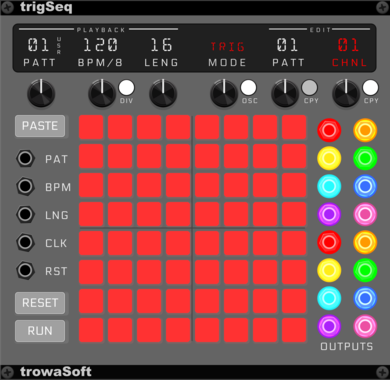 trigSeq
PLAYBACK EDIT
01 USR 120 16 TRIG 01 01
PATT BPM/8 LENG MODE PATT CHNL
DIV OSC CPY CPY
PASTE
PAT
BPM
LNG
CLK
RST
RESET
RUN
OUTPUTS
trowaSoft